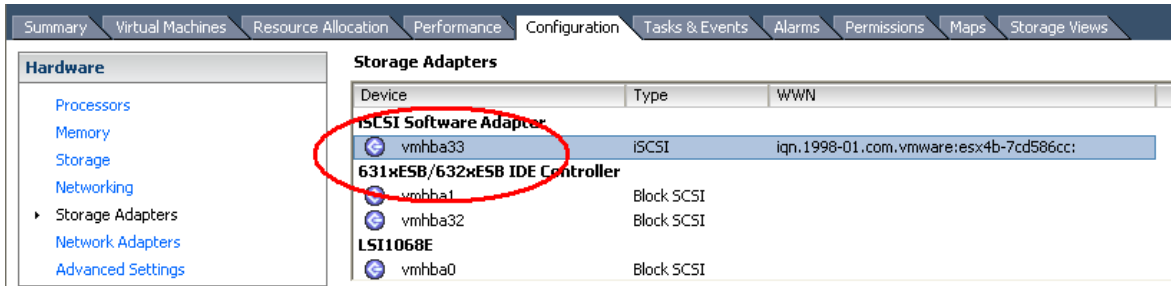 Summary Virtual Machines Resource Allocation Performance Configuration Tasks & Events Alarms Permissions Maps Storage Views
Hardware
Processors
Memory
Storage
Networking
Storage Adapters
Network Adapters
Advanced Settings
Storage Adapters
Device Type WWN
iSCSI Software Adapter
vmhba33 iSCSI iqn.1998-01.com.vmware:esx4b-7cd586cc:
631xESB/632xESB IDE Controller
vmhba1 Block SCSI
vmhba32 Block SCSI
LSI1068E
vmhba0 Block SCSI